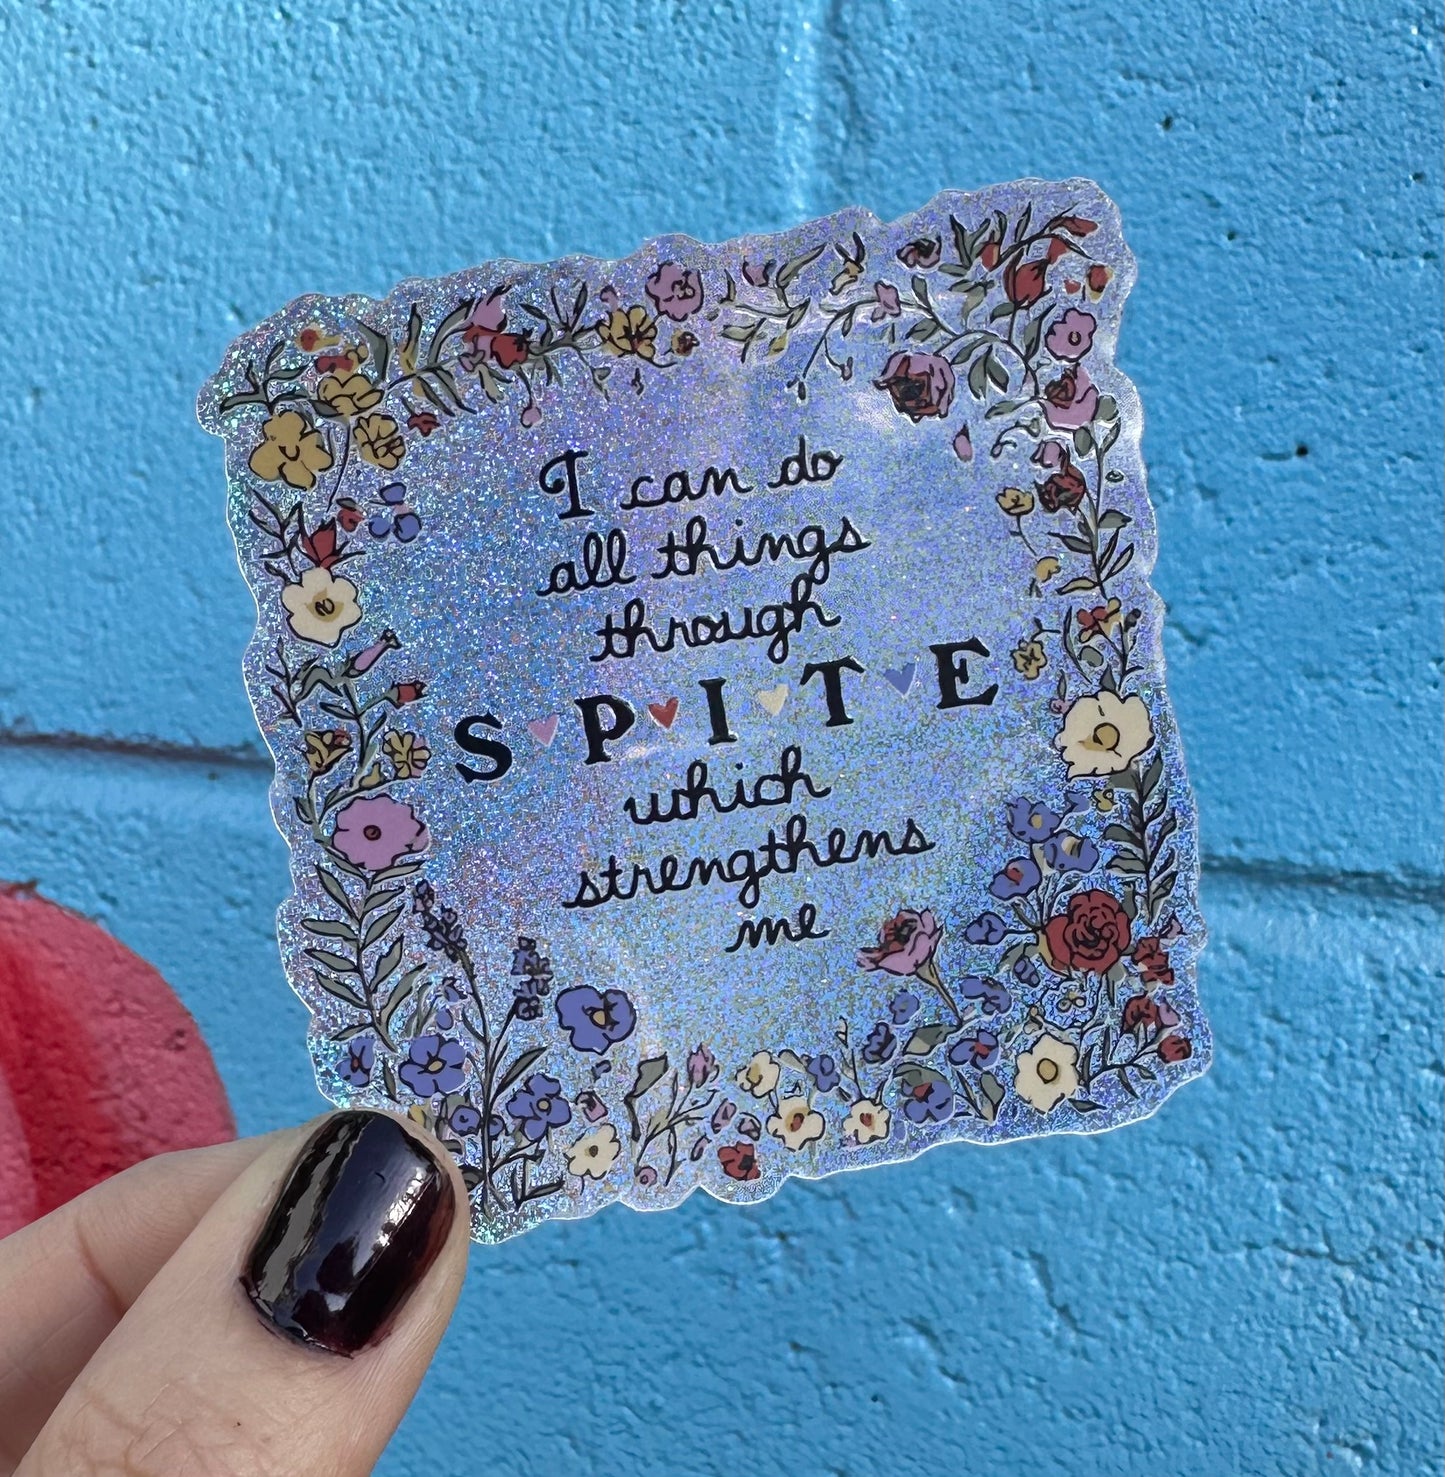 I can do
all things
through
SPITE
which
strengthens
me